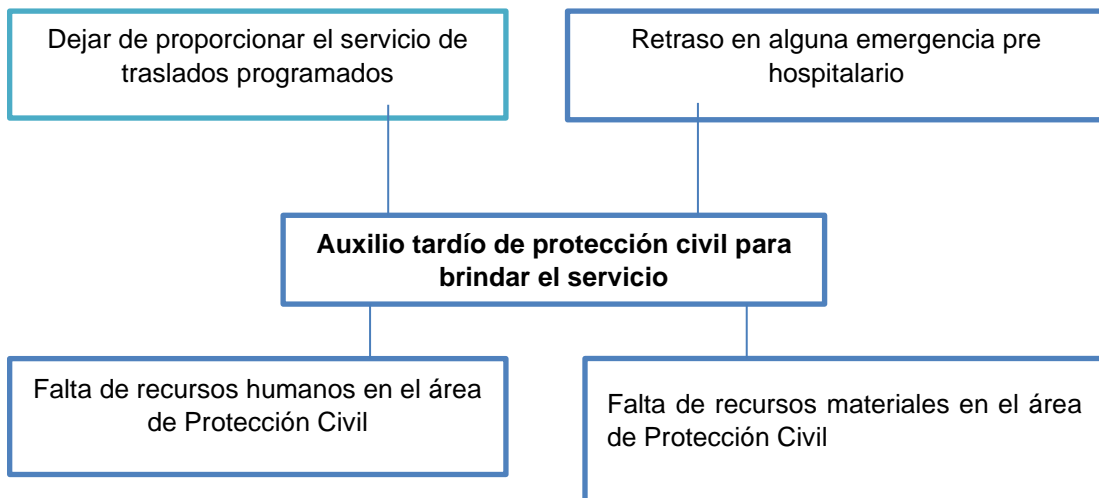 Dejar de proporcionar el servicio de
traslados programados
Retraso en alguna emergencia pre
hospitalario
Auxilio tardío de protección civil para
brindar el servicio
Falta de recursos humanos en el área
de Protección Civil
Falta de recursos materiales en el área
de Protección Civil